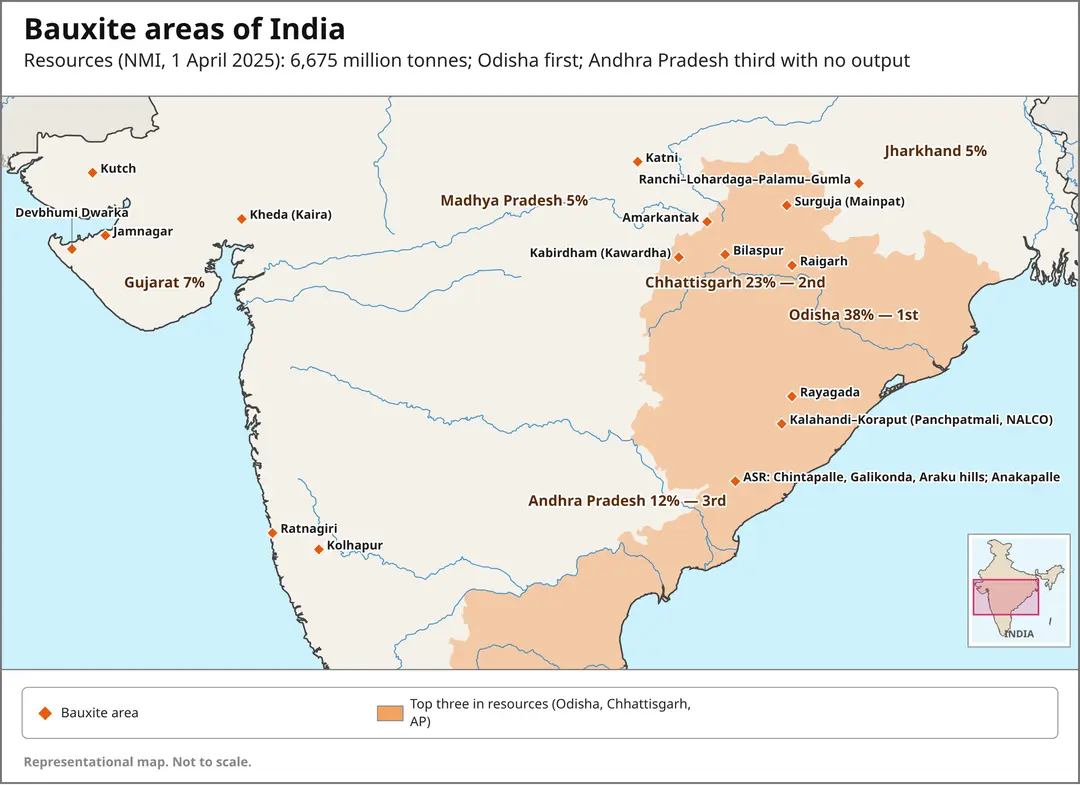 Bauxite areas of India
Resources (NMI, 1 April 2025): 6,675 million tonnes; Odisha first; Andhra Pradesh third with no output
Jharkhand 5%
Katni
Kutch
Ranchi–Lohardaga–Palamu–Gumla
Madhya Pradesh 5%
Surguja (Mainpat)
Devbhumi Dwarka
Kheda (Kaira)
Amarkantak
Jamnagar
Kabirdham (Kawardha)
Bilaspur
Raigarh
Gujarat 7%
Chhattisgarh 23% — 2nd
Odisha 38% — 1st
Rayagada
Kalahandi–Koraput (Panchpatmali, NALCO)
ASR: Chintapalle, Galikonda, Araku hills; Anakapalle
Andhra Pradesh 12% — 3rd
Ratnagiri
Kolhapur
INDIA
Bauxite area
Top three in resources (Odisha, Chhattisgarh,
AP)
Representational map. Not to scale.